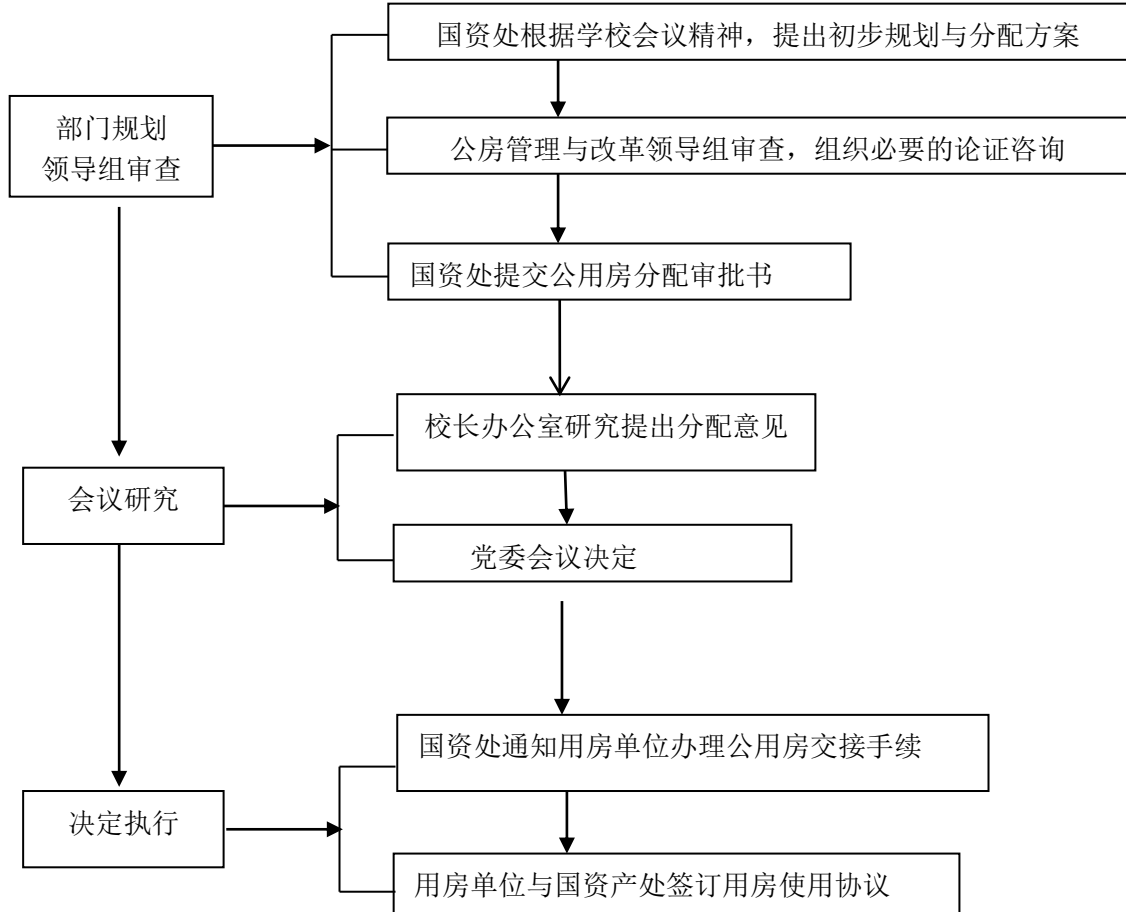 国资处根据学校会议精神，提出初步规划与分配方案
部门规划
领导组审查
公房管理与改革领导组审查，组织必要的论证咨询
国资处提交公用房分配审批书
校长办公室研究提出分配意见
会议研究
党委会议决定
国资处通知用房单位办理公用房交接手续
决定执行
用房单位与国资产处签订用房使用协议